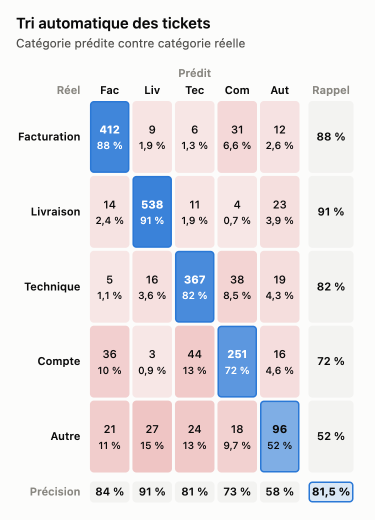 Tri automatique des tickets
Catégorie prédite contre catégorie réelle
Prédit
Réel Fac Liv Tec Com Aut Rappel
Facturation 412 9 6 31 12 88 %
88 % 1,9 % 1,3 % 6,6 % 2,6 %
Livraison 14 538 11 4 23 91 %
2,4 % 91 % 1,9 % 0,7 % 3,9 %
Technique 5 16 367 38 19 82 %
1,1 % 3,6 % 82 % 8,5 % 4,3 %
Compte 36 3 44 251 16 72 %
10 % 0,9 % 13 % 72 % 4,6 %
Autre 21 27 24 18 96 52 %
11 % 15 % 13 % 9,7 % 52 %
Précision 84 % 91 % 81 % 73 % 58 % 81,5 %